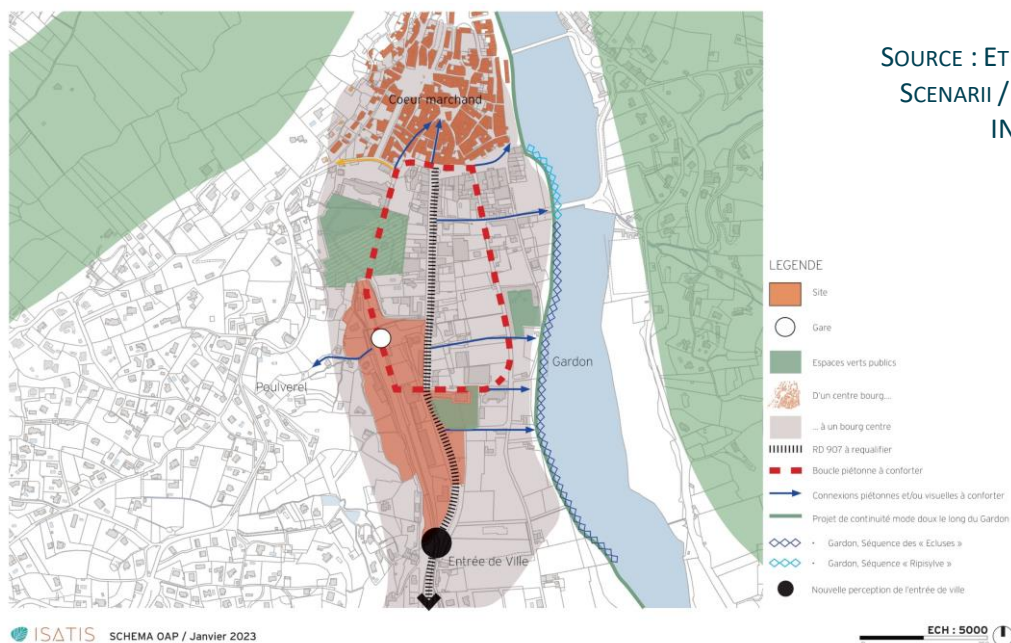 SOURCE : ET
SCENARII /
IN
Coeur marchand
Poulverel
Gardon
Entrée de Ville
LEGENDE
Site
Gare
Espaces verts publics
D'un centre bourg...
... à un bourg centre
RD 907 à requalifier
Boucle piétonne à conforter
Connexions piétonnes et/ou visuelles à conforter
Projet de continuité mode doux le long du Gardon
- Gardon, Séquence des « Ecluses »
- Gardon, Séquence « Ripisylve »
Nouvelle perception de l'entrée de ville
ISATIS SCHEMA OAP / Janvier 2023
ECH : 5000